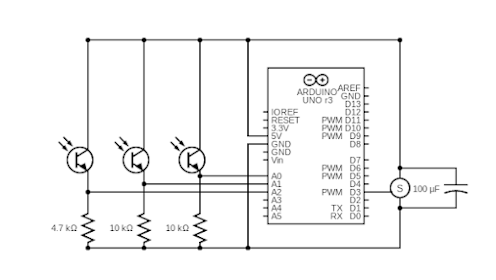 ARDUINO
UNO r3
AREF
GND
D13
D12
IOREF
RESET
3.3V
5V
GND
GND
Vin
PWM D11
PWM D10
PWM D9
D8
D7
PWM D6
PWM D5
D4
PWM D3
D2
TX D1
RX D0
A0
A1
A2
A3
A4
A5
S
100 µF
4.7 kΩ
10 kΩ
10 kΩ